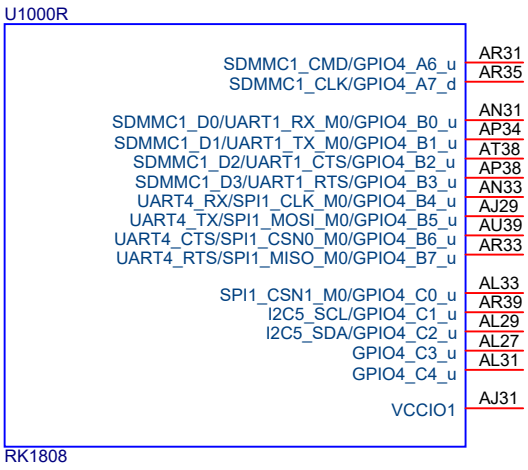 U1000R
SDMMC1_CMD/GPIO4_A6_u AR31
SDMMC1_CLK/GPIO4_A7_d AR35
SDMMC1_D0/UART1_RX_M0/GPIO4_B0_u AN31
SDMMC1_D1/UART1_TX_M0/GPIO4_B1_u AP34
SDMMC1_D2/UART1_CTS/GPIO4_B2_u AT38
SDMMC1_D3/UART1_RTS/GPIO4_B3_u AP38
UART4_RX/SPI1_CLK_M0/GPIO4_B4_u AN33
UART4_TX/SPI1_MOSI_M0/GPIO4_B5_u AJ29
UART4_CTS/SPI1_CSN0_M0/GPIO4_B6_u AU39
UART4_RTS/SPI1_MISO_M0/GPIO4_B7_u AR33
SPI1_CSN1_M0/GPIO4_C0_u AL33
I2C5_SCL/GPIO4_C1_u AR39
I2C5_SDA/GPIO4_C2_u AL29
GPIO4_C3_u AL27
GPIO4_C4_u AL31
VCCIO1 AJ31
RK1808